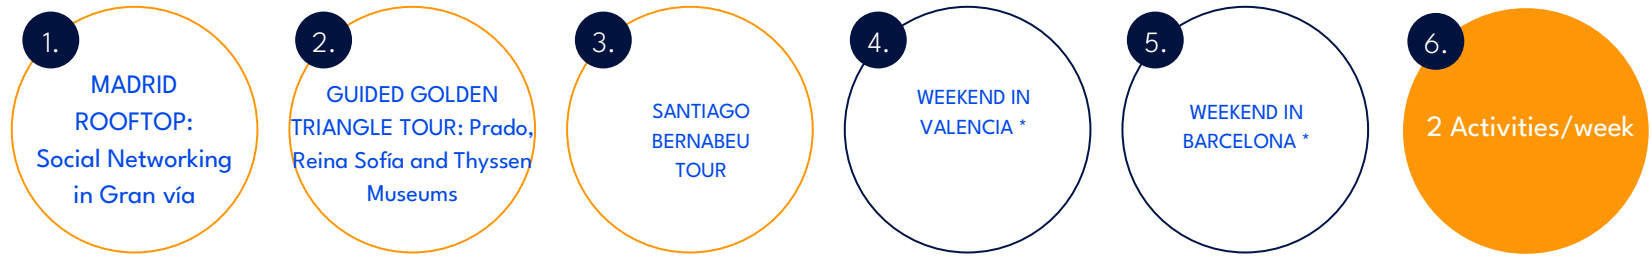 1.
MADRID
ROOFTOP:
Social Networking
in Gran vía
2.
GUIDED GOLDEN
TRIANGLE TOUR: Prado,
Reina Sofía and Thyssen
Museums
3.
SANTIAGO
BERNABEU
TOUR
4.
WEEKEND IN
VALENCIA *
5.
WEEKEND IN
BARCELONA *
6.
2 Activities/week